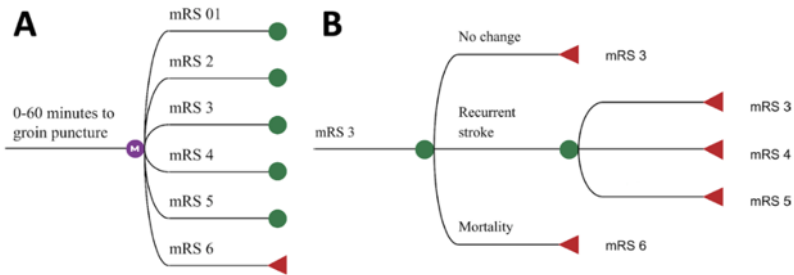 A
mRS 01
mRS 2
mRS 3
mRS 4
mRS 5
mRS 6
0-60 minutes to
groin puncture
M
B
mRS 3
No change
mRS 3
Recurrent
stroke
mRS 3
mRS 4
mRS 5
Mortality
mRS 6